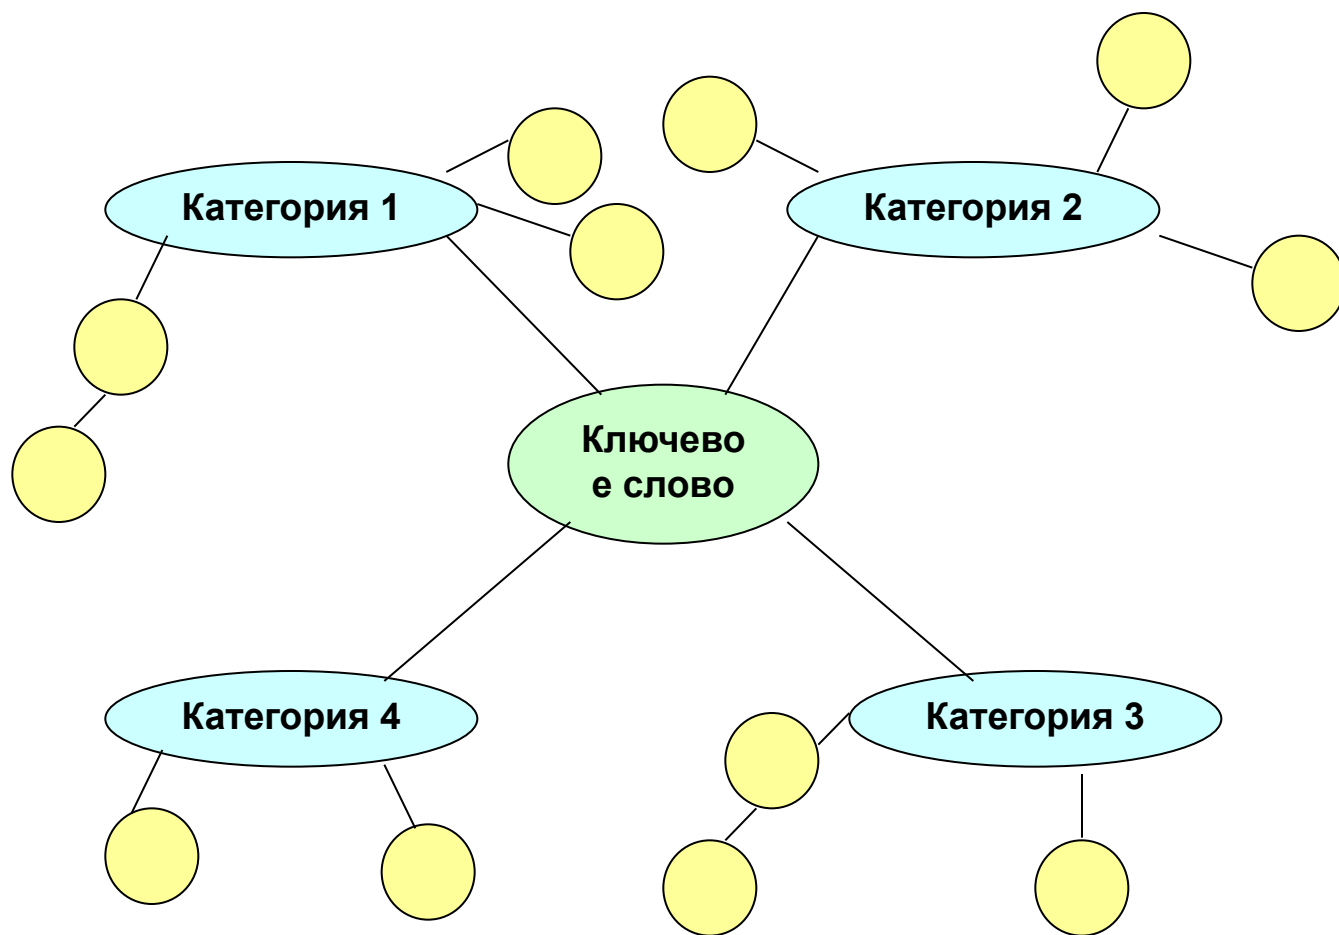 Категория 1
Категория 2
Ключево
е слово
Категория 4
Категория 3